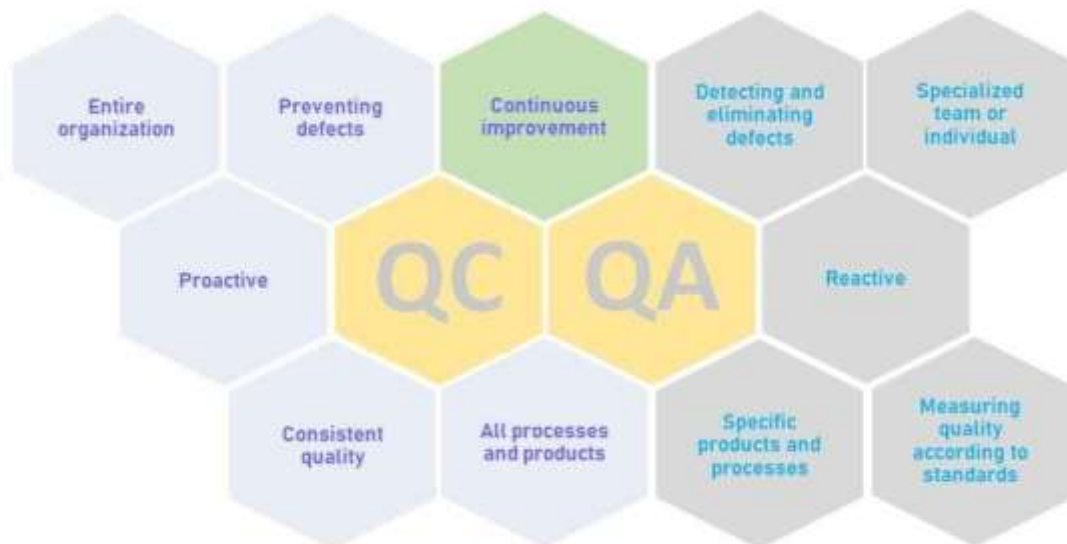 Entire
organization
Preventing
defects
Continuous
improvement
Detecting and
eliminating
defects
Specialized
team or
individual
Proactive
QC
QA
Reactive
Consistent
quality
All processes
and products
Specific
products and
processes
Measuring
quality
according to
standards